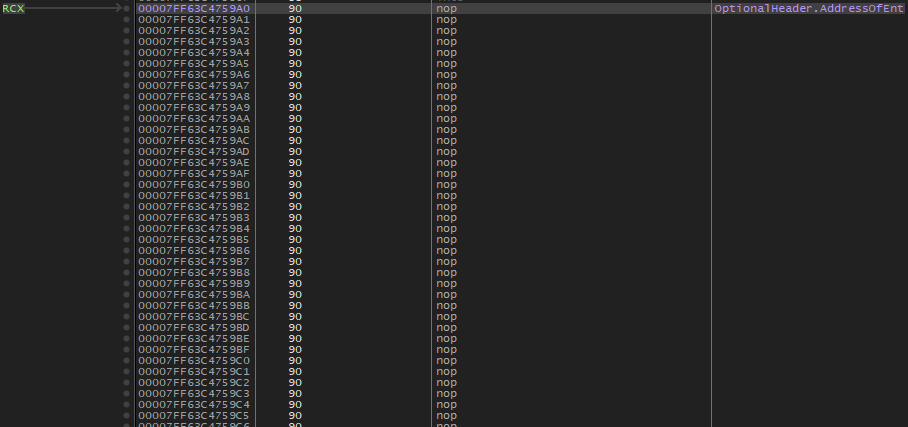 RCX 00007FF63C4759A0 90 nop OptionalHeader.AddressOfEnt
00007FF63C4759A1 90 nop
00007FF63C4759A2 90 nop
00007FF63C4759A3 90 nop
00007FF63C4759A4 90 nop
00007FF63C4759A5 90 nop
00007FF63C4759A6 90 nop
00007FF63C4759A7 90 nop
00007FF63C4759A8 90 nop
00007FF63C4759A9 90 nop
00007FF63C4759AA 90 nop
00007FF63C4759AB 90 nop
00007FF63C4759AC 90 nop
00007FF63C4759AD 90 nop
00007FF63C4759AE 90 nop
00007FF63C4759AF 90 nop
00007FF63C4759B0 90 nop
00007FF63C4759B1 90 nop
00007FF63C4759B2 90 nop
00007FF63C4759B3 90 nop
00007FF63C4759B4 90 nop
00007FF63C4759B5 90 nop
00007FF63C4759B6 90 nop
00007FF63C4759B7 90 nop
00007FF63C4759B8 90 nop
00007FF63C4759B9 90 nop
00007FF63C4759BA 90 nop
00007FF63C4759BB 90 nop
00007FF63C4759BC 90 nop
00007FF63C4759BD 90 nop
00007FF63C4759BE 90 nop
00007FF63C4759BF 90 nop
00007FF63C4759C0 90 nop
00007FF63C4759C1 90 nop
00007FF63C4759C2 90 nop
00007FF63C4759C3 90 nop
00007FF63C4759C4 90 nop
00007FF63C4759C5 90 nop
00007FF63C4759C6 90 nop